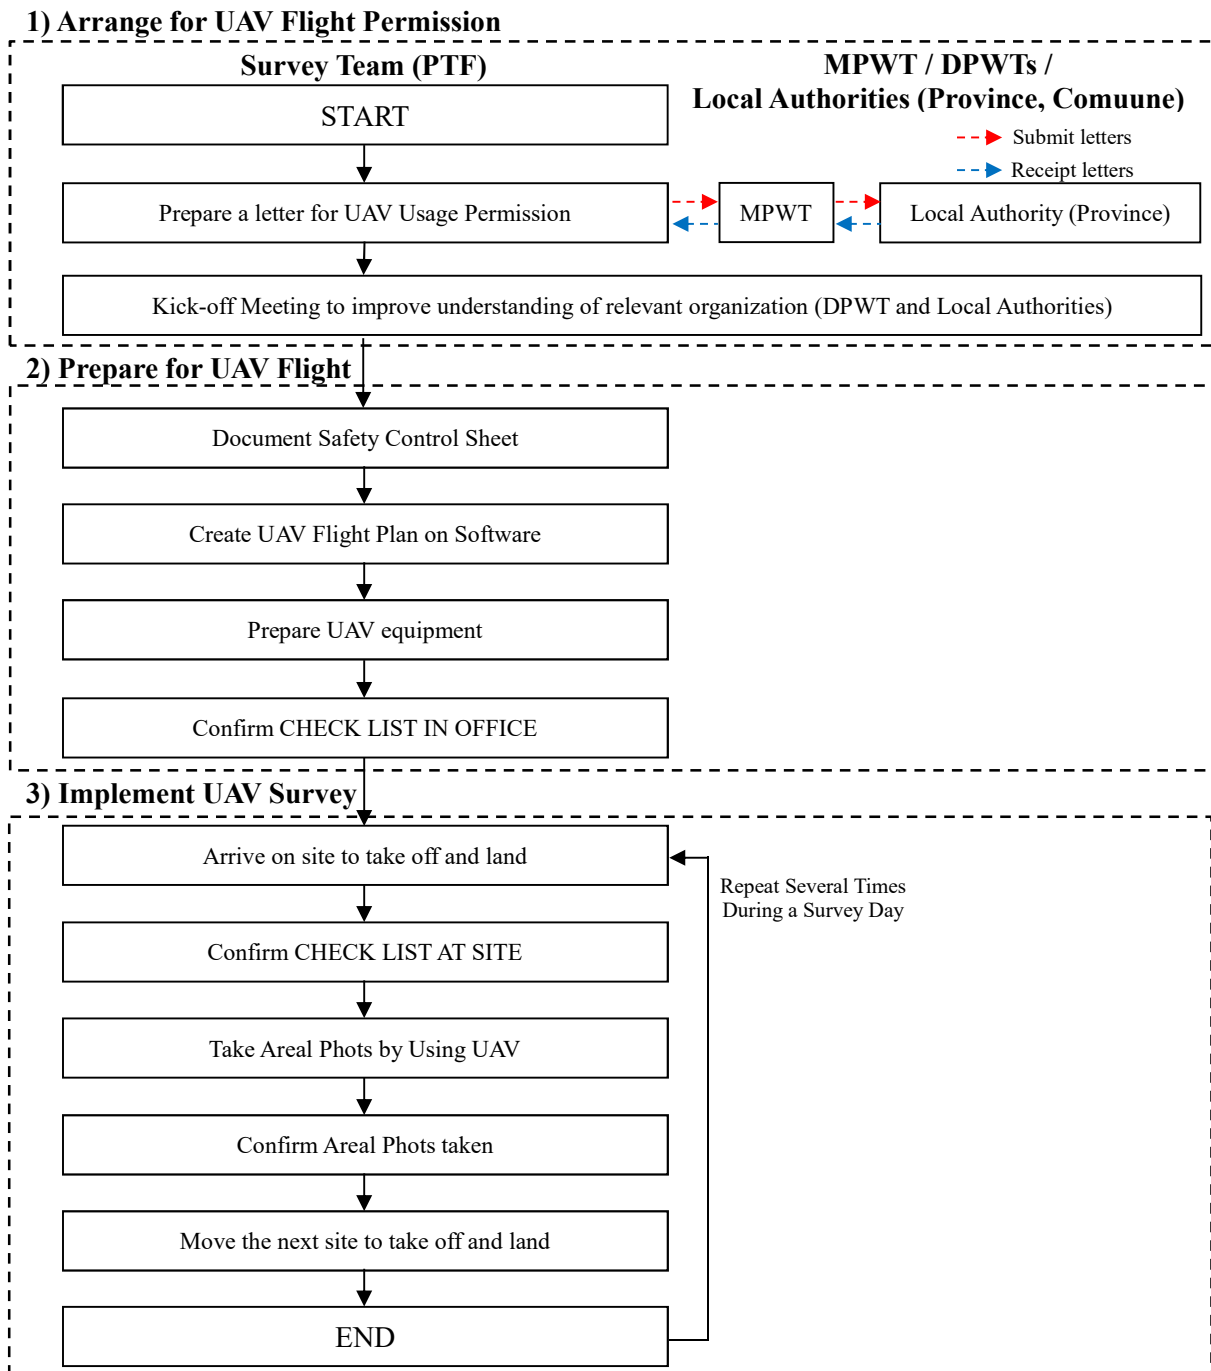 1) Arrange for UAV Flight Permission
Survey Team (PTF)
MPWT / DPWTs /
Local Authorities (Province, Comuune)
START
Submit letters
Receipt letters
Prepare a letter for UAV Usage Permission
MPWT
Local Authority (Province)
Kick-off Meeting to improve understanding of relevant organization (DPWT and Local Authorities)
2) Prepare for UAV Flight
Document Safety Control Sheet
Create UAV Flight Plan on Software
Prepare UAV equipment
Confirm CHECK LIST IN OFFICE
3) Implement UAV Survey
Arrive on site to take off and land
Repeat Several Times
During a Survey Day
Confirm CHECK LIST AT SITE
Take Areal Phots by Using UAV
Confirm Areal Phots taken
Move the next site to take off and land
END